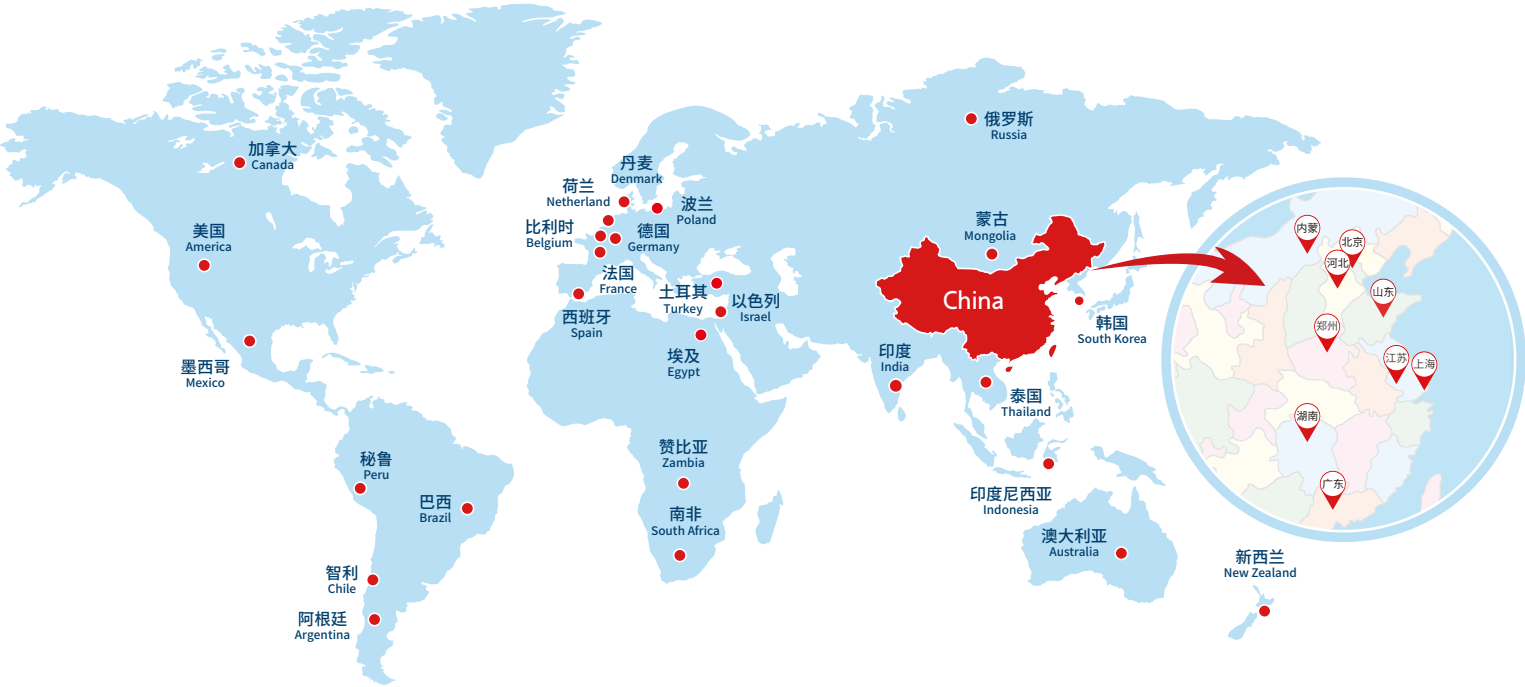 加拿大
Canada
美国
America
墨西哥
Mexico
秘鲁
Peru
巴西
Brazil
智利
Chile
阿根廷
Argentina
丹麦
Denmark
荷兰
Netherland
波兰
Poland
比利时
Belgium
德国
Germany
法国
France
西班牙
Spain
土耳其
Turkey
以色列
Israel
埃及
Egypt
赞比亚
Zambia
南非
South Africa
俄罗斯
Russia
蒙古
Mongolia
China
韩国
South Korea
印度
India
泰国
Thailand
印度尼西亚
Indonesia
澳大利亚
Australia
新西兰
New Zealand
内蒙
北京
河北
山东
郑州
江苏
上海
湖南
广东